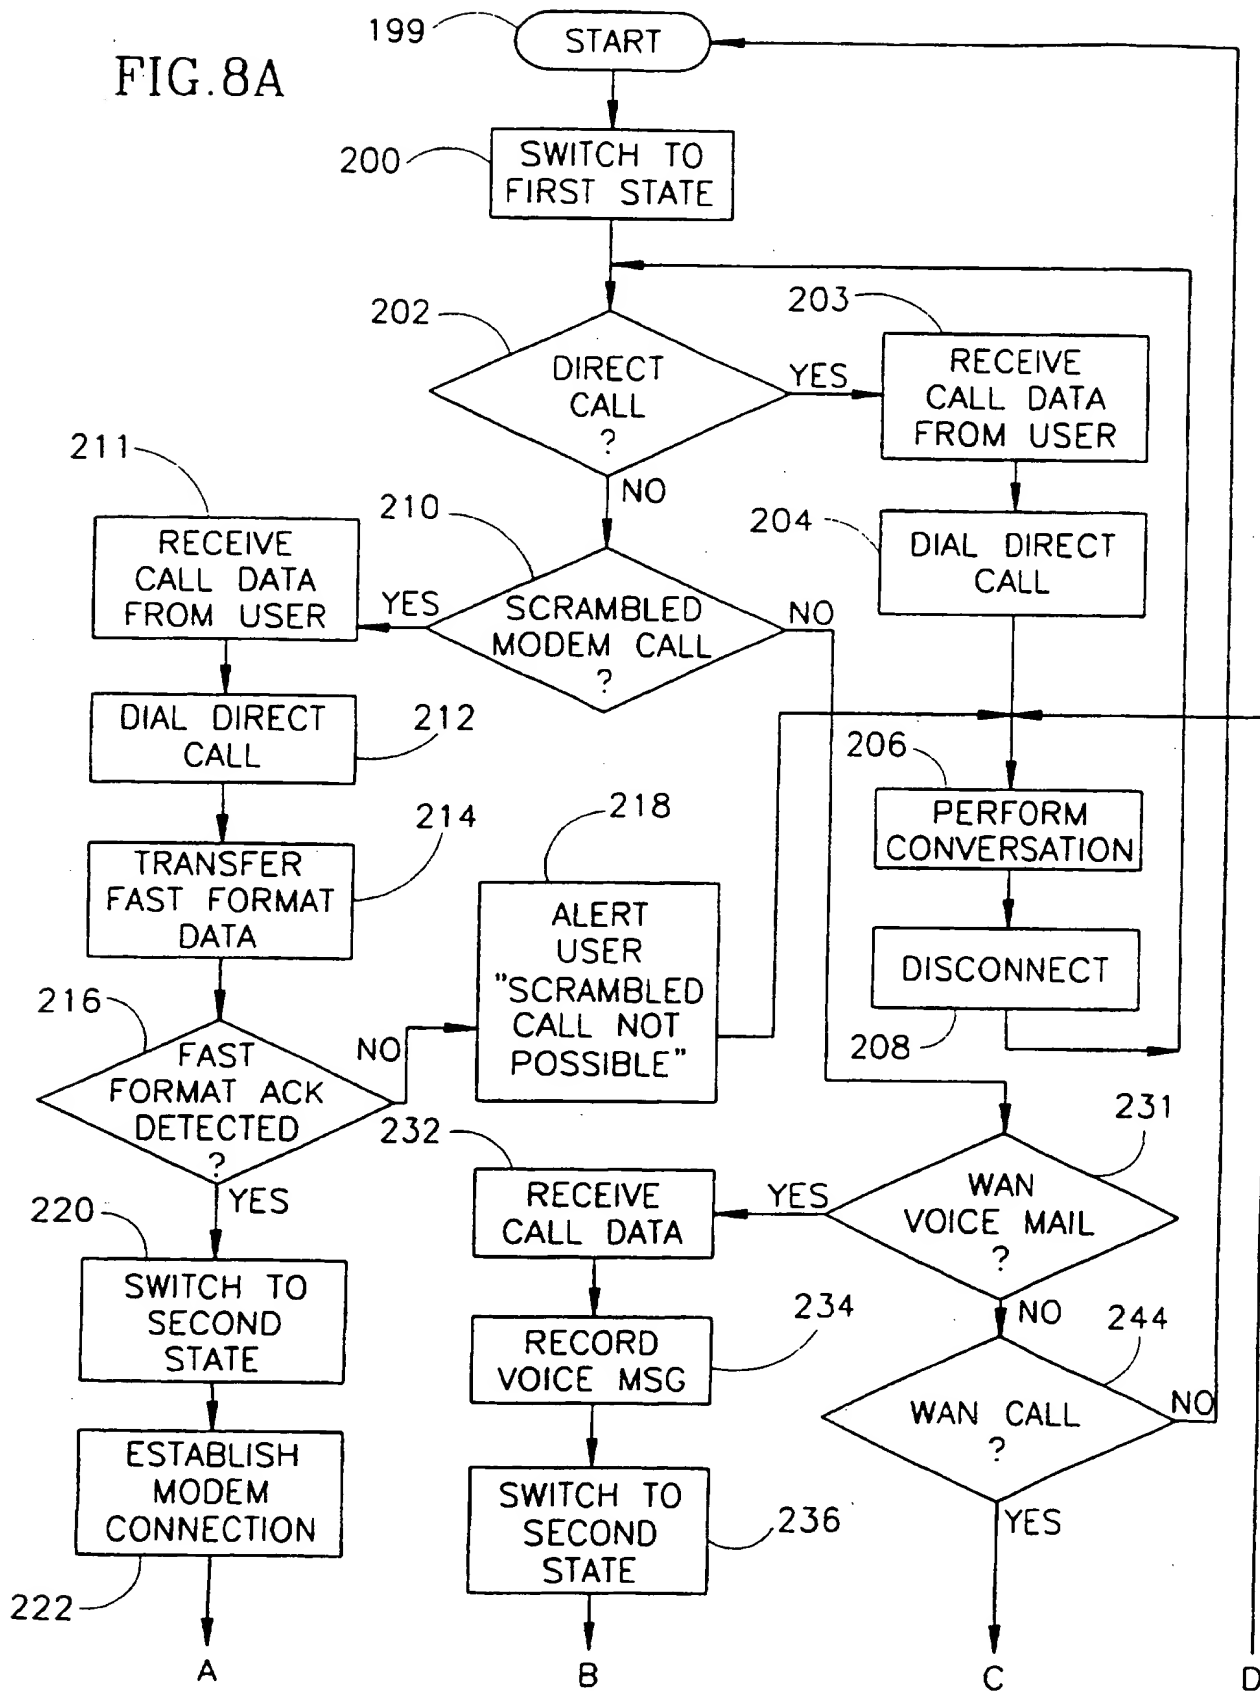 FIG.8A
199
START
200
SWITCH TO
FIRST STATE
202
DIRECT
CALL
?
YES
NO
203
RECEIVE
CALL DATA
FROM USER
204
DIAL DIRECT
CALL
211
RECEIVE
CALL DATA
FROM USER
210
SCRAMBLED
MODEM CALL
?
YES
NO
DIAL DIRECT
CALL
212
206
PERFORM
CONVERSATION
TRANSFER
FAST FORMAT
DATA
214
218
ALERT
USER
"SCRAMBLED
CALL NOT
POSSIBLE"
DISCONNECT
208
216
FAST
FORMAT ACK
DETECTED
?
NO
YES
232
RECEIVE
CALL DATA
231
WAN
VOICE MAIL
?
YES
NO
220
SWITCH TO
SECOND
STATE
RECORD
VOICE MSG
234
244
WAN CALL
?
NO
YES
ESTABLISH
MODEM
CONNECTION
222
SWITCH TO
SECOND
STATE
236
A
B
C
D